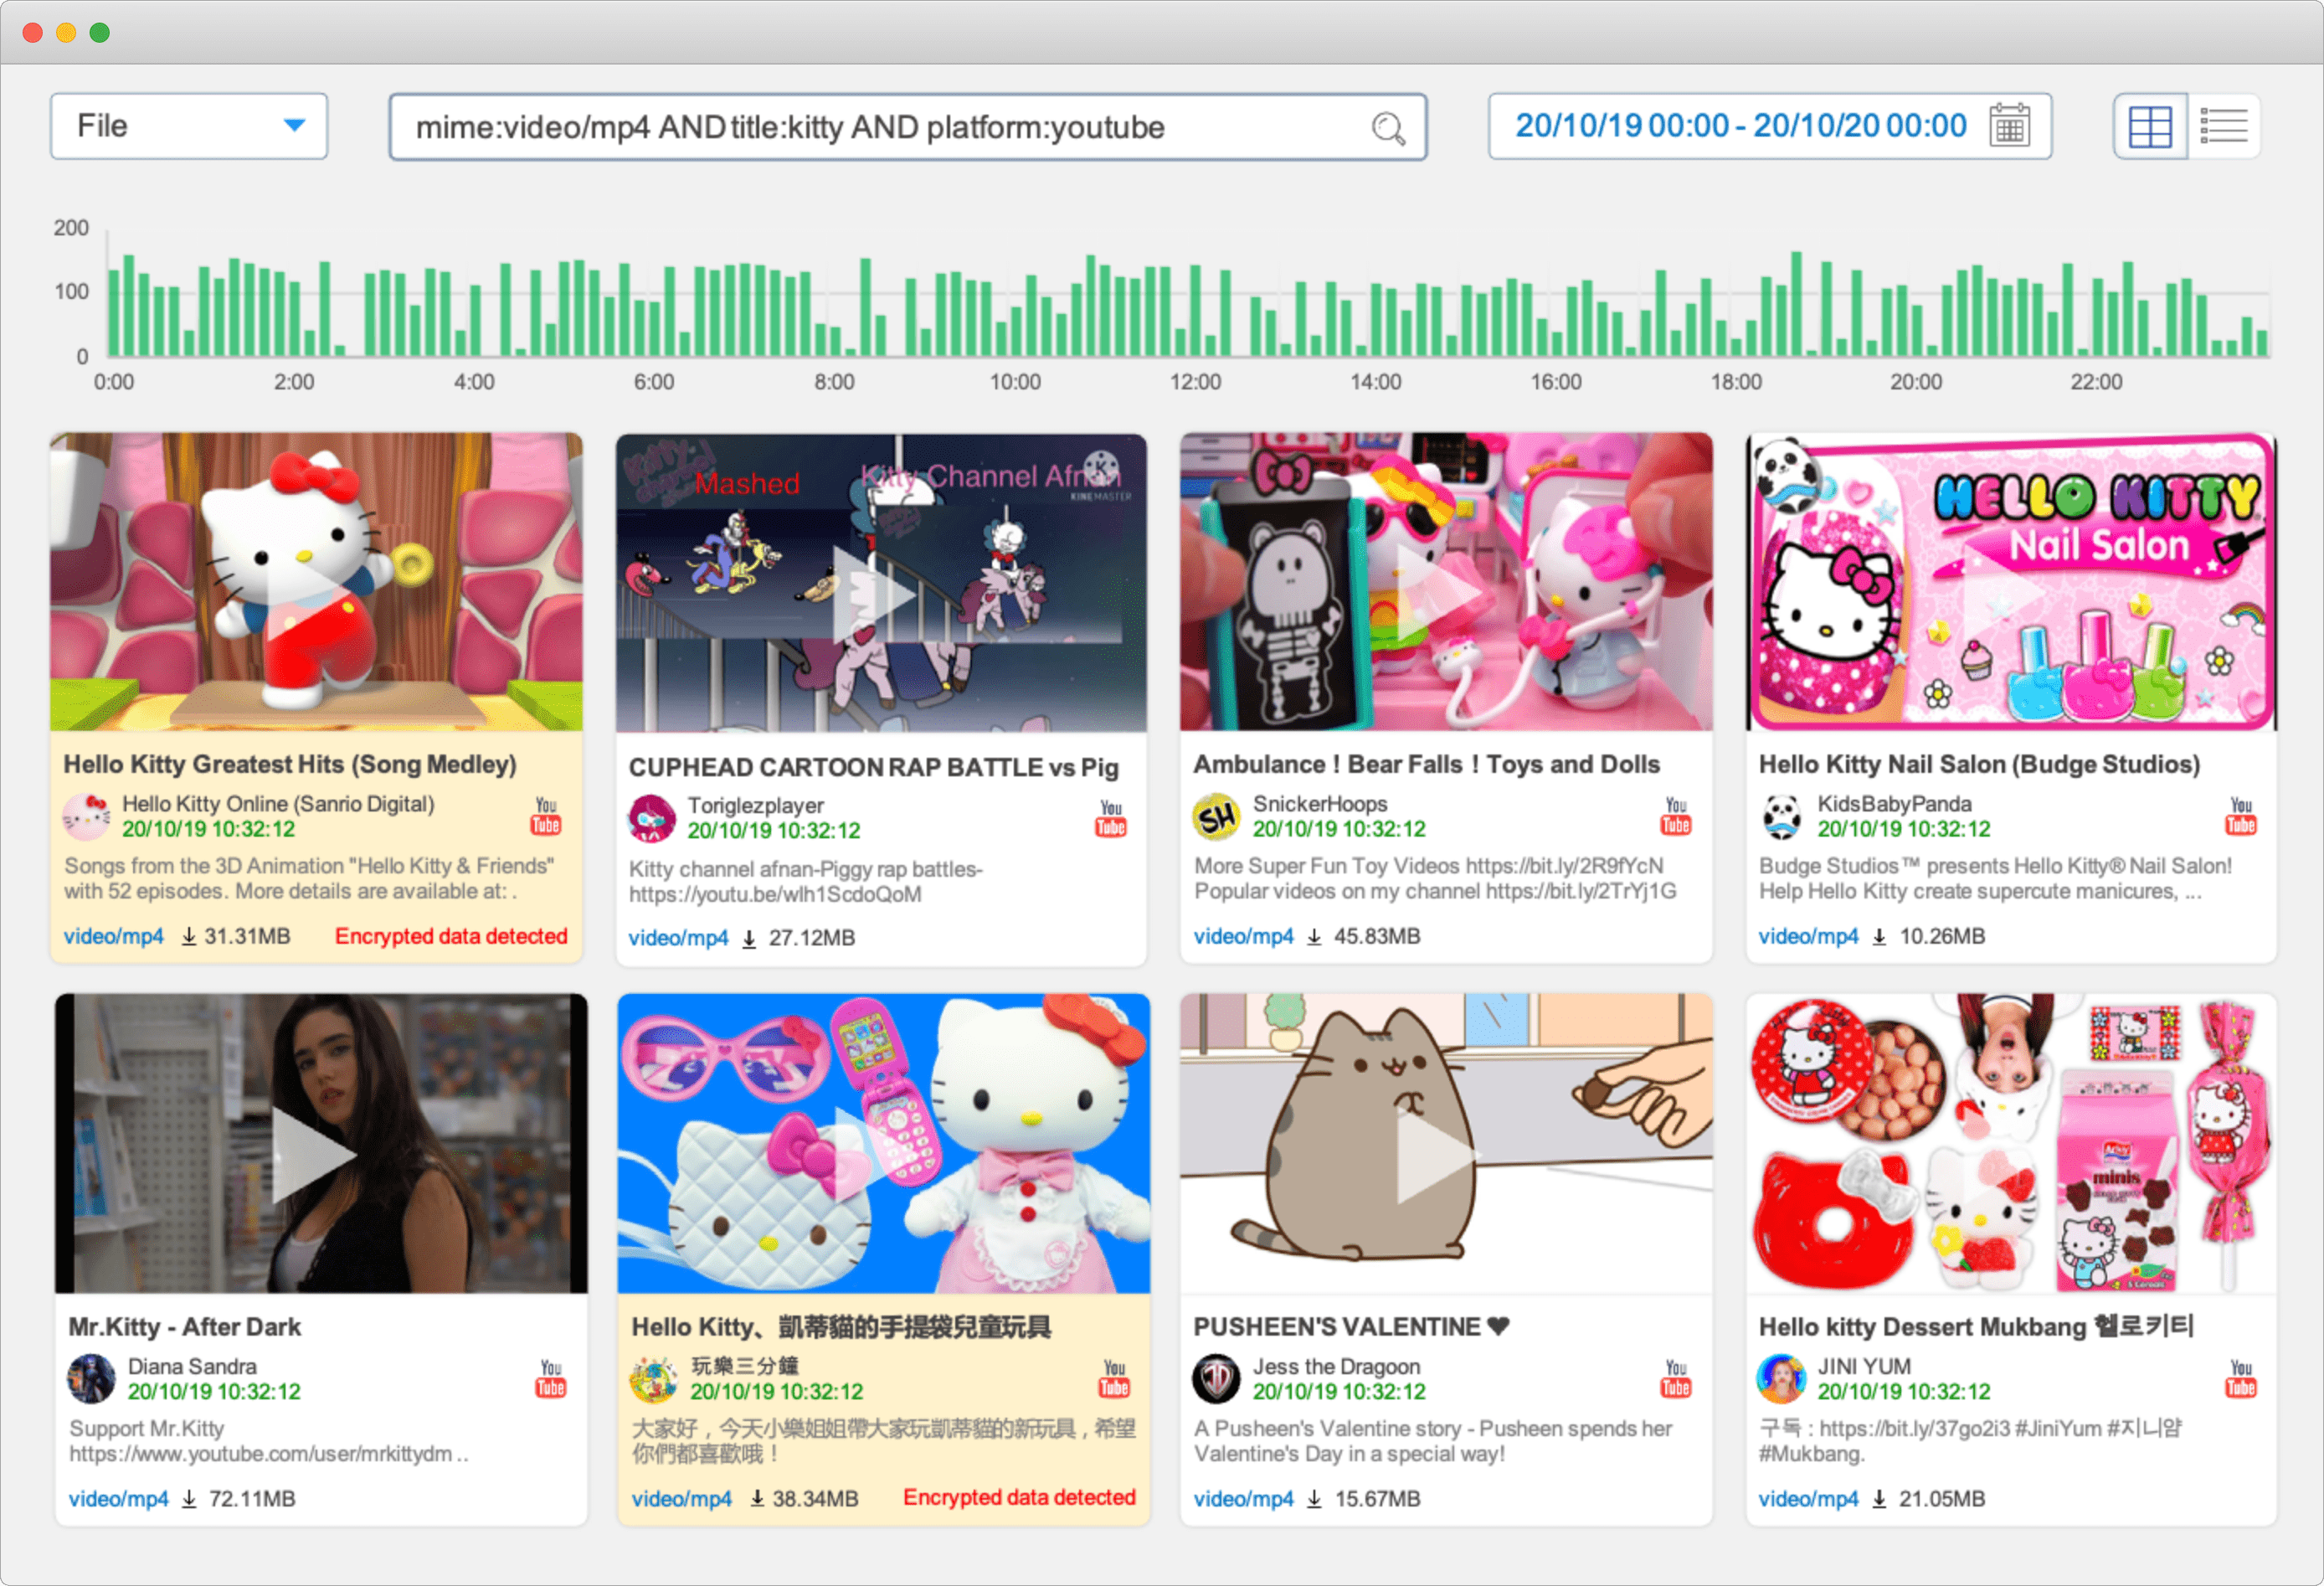 File
mime:video/mp4 AND title:kitty AND platform:youtube
20/10/19 00:00 - 20/10/20 00:00
200
100
0
0:00 2:00 4:00 6:00 8:00 10:00 12:00 14:00 16:00 18:00 20:00 22:00
Mashed
Kitty Channel Afnan
KINEMASTER
HELLO KITTY
Nail Salon
Hello Kitty Greatest Hits (Song Medley)
Hello Kitty Online (Sanrio Digital)
You
Tube
20/10/19 10:32:12
Songs from the 3D Animation "Hello Kitty & Friends"
with 52 episodes. More details are available at: .
video/mp4 31.31MB Encrypted data detected
CUPHEAD CARTOON RAP BATTLE vs Pig
Toriglezplayer
You
Tube
20/10/19 10:32:12
Kitty channel afnan-Piggy rap battles-
https://youtu.be/wlh1ScdoQoM
video/mp4 27.12MB
Ambulance ! Bear Falls ! Toys and Dolls
SH
SnickerHoops
You
Tube
20/10/19 10:32:12
More Super Fun Toy Videos https://bit.ly/2R9fYcN
Popular videos on my channel https://bit.ly/2TrYj1G
video/mp4 45.83MB
Hello Kitty Nail Salon (Budge Studios)
KidsBabyPanda
You
Tube
20/10/19 10:32:12
Budge Studios™ presents Hello Kitty® Nail Salon!
Help Hello Kitty create supercute manicures, ...
video/mp4 10.26MB
minis
Mr.Kitty - After Dark
Diana Sandra
You
Tube
20/10/19 10:32:12
Support Mr.Kitty
https://www.youtube.com/user/mrkittydm ..
video/mp4 72.11MB
Hello Kitty、凱蒂貓的手提袋兒童玩具
玩樂三分鐘
You
Tube
20/10/19 10:32:12
大家好，今天小樂姐姐帶大家玩凱蒂貓的新玩具，希望
你們都喜歡哦！
video/mp4 38.34MB Encrypted data detected
PUSHEEN'S VALENTINE ❤
Jess the Dragoon
You
Tube
20/10/19 10:32:12
A Pusheen's Valentine story - Pusheen spends her
Valentine's Day in a special way!
video/mp4 15.67MB
Hello kitty Dessert Mukbang 헬로키티
JINI YUM
You
Tube
20/10/19 10:32:12
구독 : https://bit.ly/37go2i3 #JiniYum #지니얌
#Mukbang.
video/mp4 21.05MB